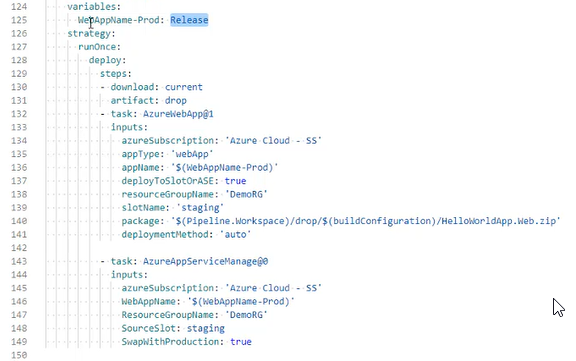 124 variables:
125 WebAppName-Prod: Release
126 strategy:
127 runOnce:
128 deploy:
129 steps:
130 - download: current
131 artifact: drop
132 - task: AzureWebApp@1
133 inputs:
134 azureSubscription: 'Azure Cloud - SS'
135 appType: 'webApp'
136 appName: '$(WebAppName-Prod)'
137 deployToSlotOrASE: true
138 resourceGroupName: 'DemoRG'
139 slotName: 'staging'
140 package: '$(Pipeline.Workspace)/drop/$(buildConfiguration)/HelloWorldApp.Web.zip'
141 deploymentMethod: 'auto'
142
143 - task: AzureAppServiceManage@0
144 inputs:
145 azureSubscription: 'Azure Cloud - SS'
146 WebAppName: '$(WebAppName-Prod)'
147 ResourceGroupName: 'DemoRG'
148 SourceSlot: staging
149 SwapWithProduction: true
150